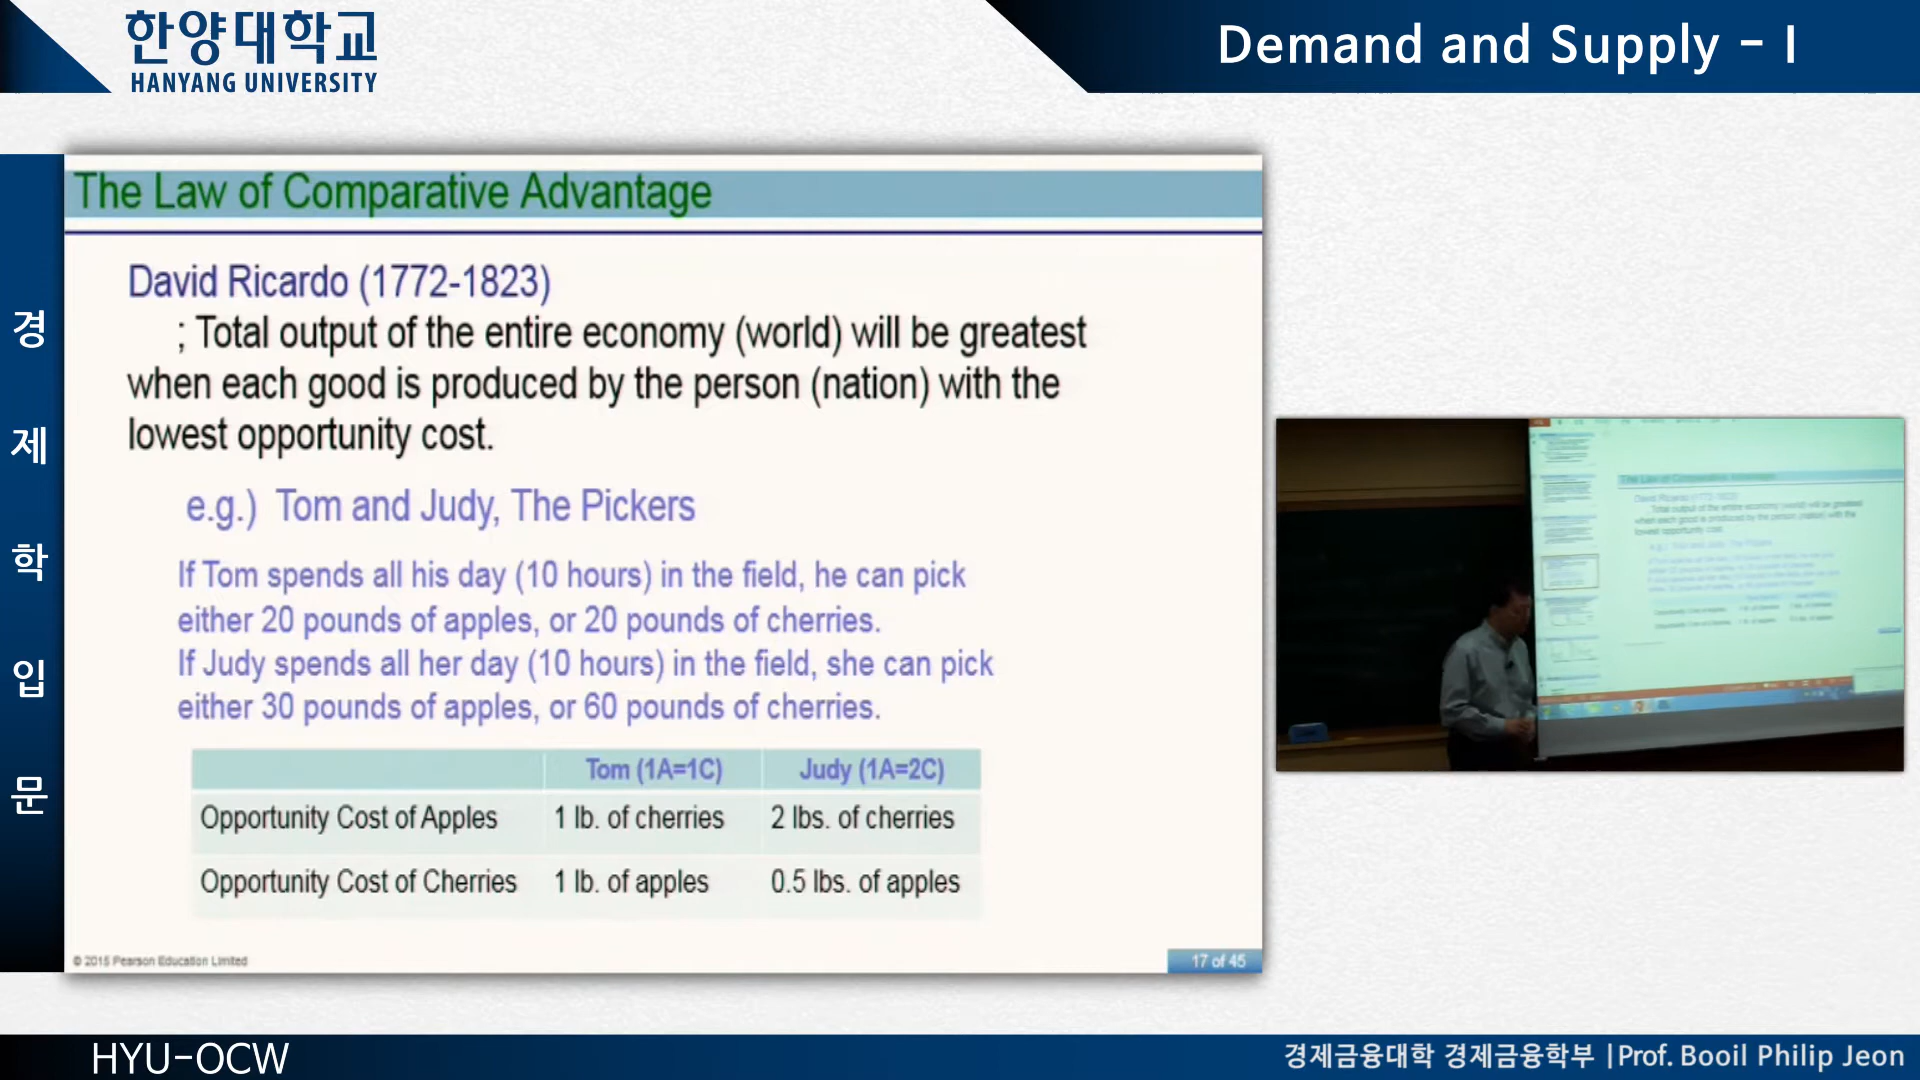 한양대학교
HANYANG UNIVERSITY
Demand and Supply - I
경제학입문
The Law of Comparative Advantage
David Ricardo (1772-1823)
; Total output of the entire economy (world) will be greatest
when each good is produced by the person (nation) with the
lowest opportunity cost.
e.g.) Tom and Judy, The Pickers
If Tom spends all his day (10 hours) in the field, he can pick
either 20 pounds of apples, or 20 pounds of cherries.
If Judy spends all her day (10 hours) in the field, she can pick
either 30 pounds of apples, or 60 pounds of cherries.
Tom (1A=1C) Judy (1A=2C)
Opportunity Cost of Apples 1 lb. of cherries 2 lbs. of cherries
Opportunity Cost of Cherries 1 lb. of apples 0.5 lbs. of apples
© 2015 Pearson Education Limited
17 of 45
The Law of Comparative Advantage
HYU-OCW
경제금융대학 경제금융학부 |Prof. Booil Philip Jeon